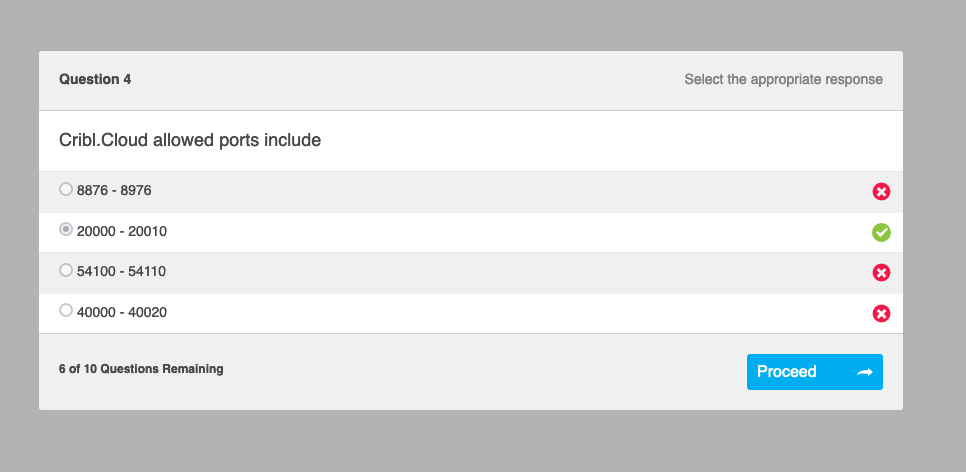 Question 4
Select the appropriate response
Cribl.Cloud allowed ports include
8876 - 8976
20000 - 20010
54100 - 54110
40000 - 40020
6 of 10 Questions Remaining
Proceed